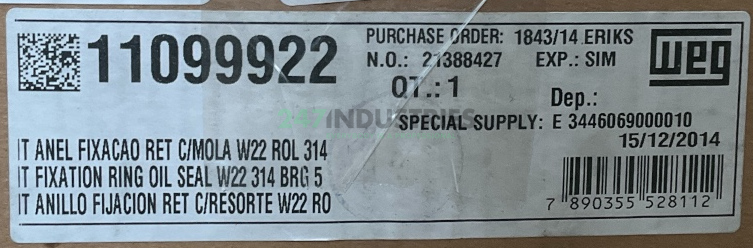 11099922
PURCHASE ORDER: 1843/14 ERIKS
N.O.: 21388427 EXP.: SIM
QT.: 1
Dep.:
weg
247INDUSTRIES
SPECIAL SUPPLY: E 3446069000010
15/12/2014
IT ANEL FIXACAO RET C/MOLA W22 ROL 314
IT FIXATION RING OIL SEAL W22 314 BRG 5
IT ANILLO FIJACION RET C/RESORTE W22 RO
7 890355 528112